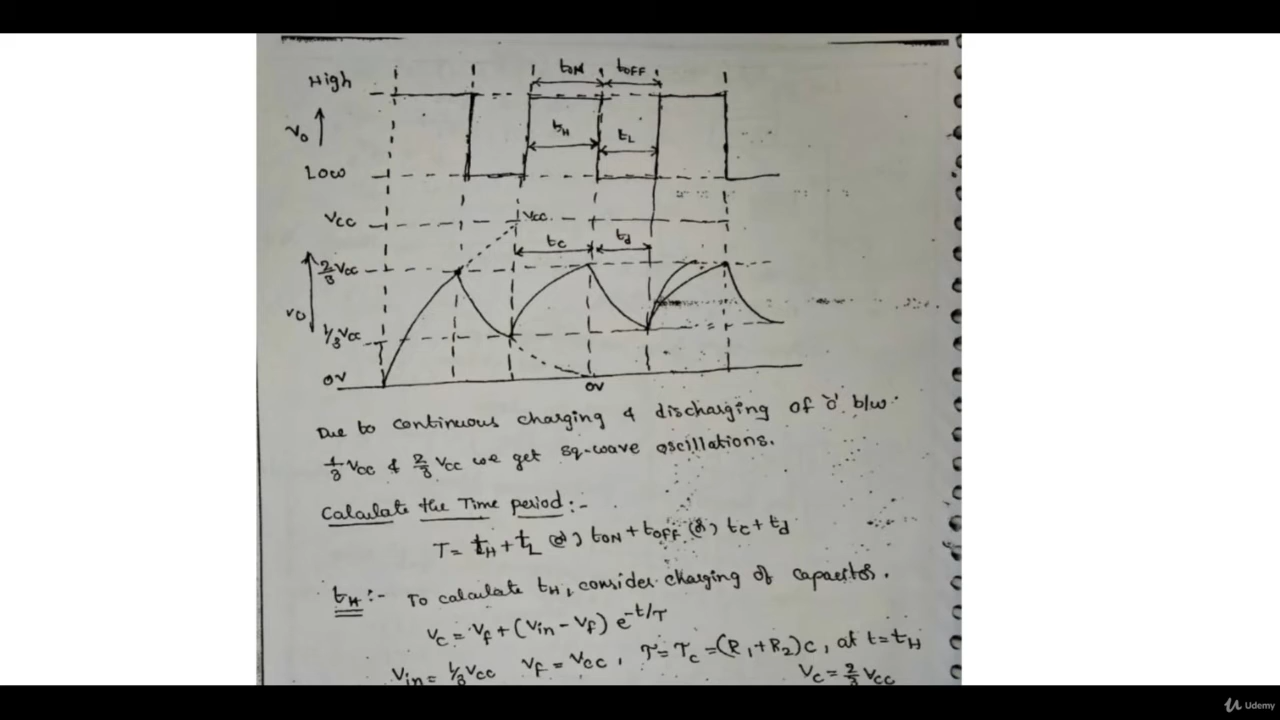 tON tOFF
High
tH tL
Vo
Low
Vcc Vcc
tc td
2/3 Vcc
Vc
1/3 Vcc
0V
0V
Due to continuous charging & discharging of 'c' b/w
1/3 Vcc & 2/3 Vcc we get sq-wave oscillations.
Calculate the Time period:-
T = tH + tL (or) tON + tOFF (or) tc + td
tH:- To calculate tH, consider charging of capacitor.
Vc = Vf + (Vin - Vf) e^-t/τ
Vin = 1/3 Vcc Vf = Vcc, τ = τc = (R1 + R2)C, at t = tH
Vc = 2/3 Vcc
Udemy